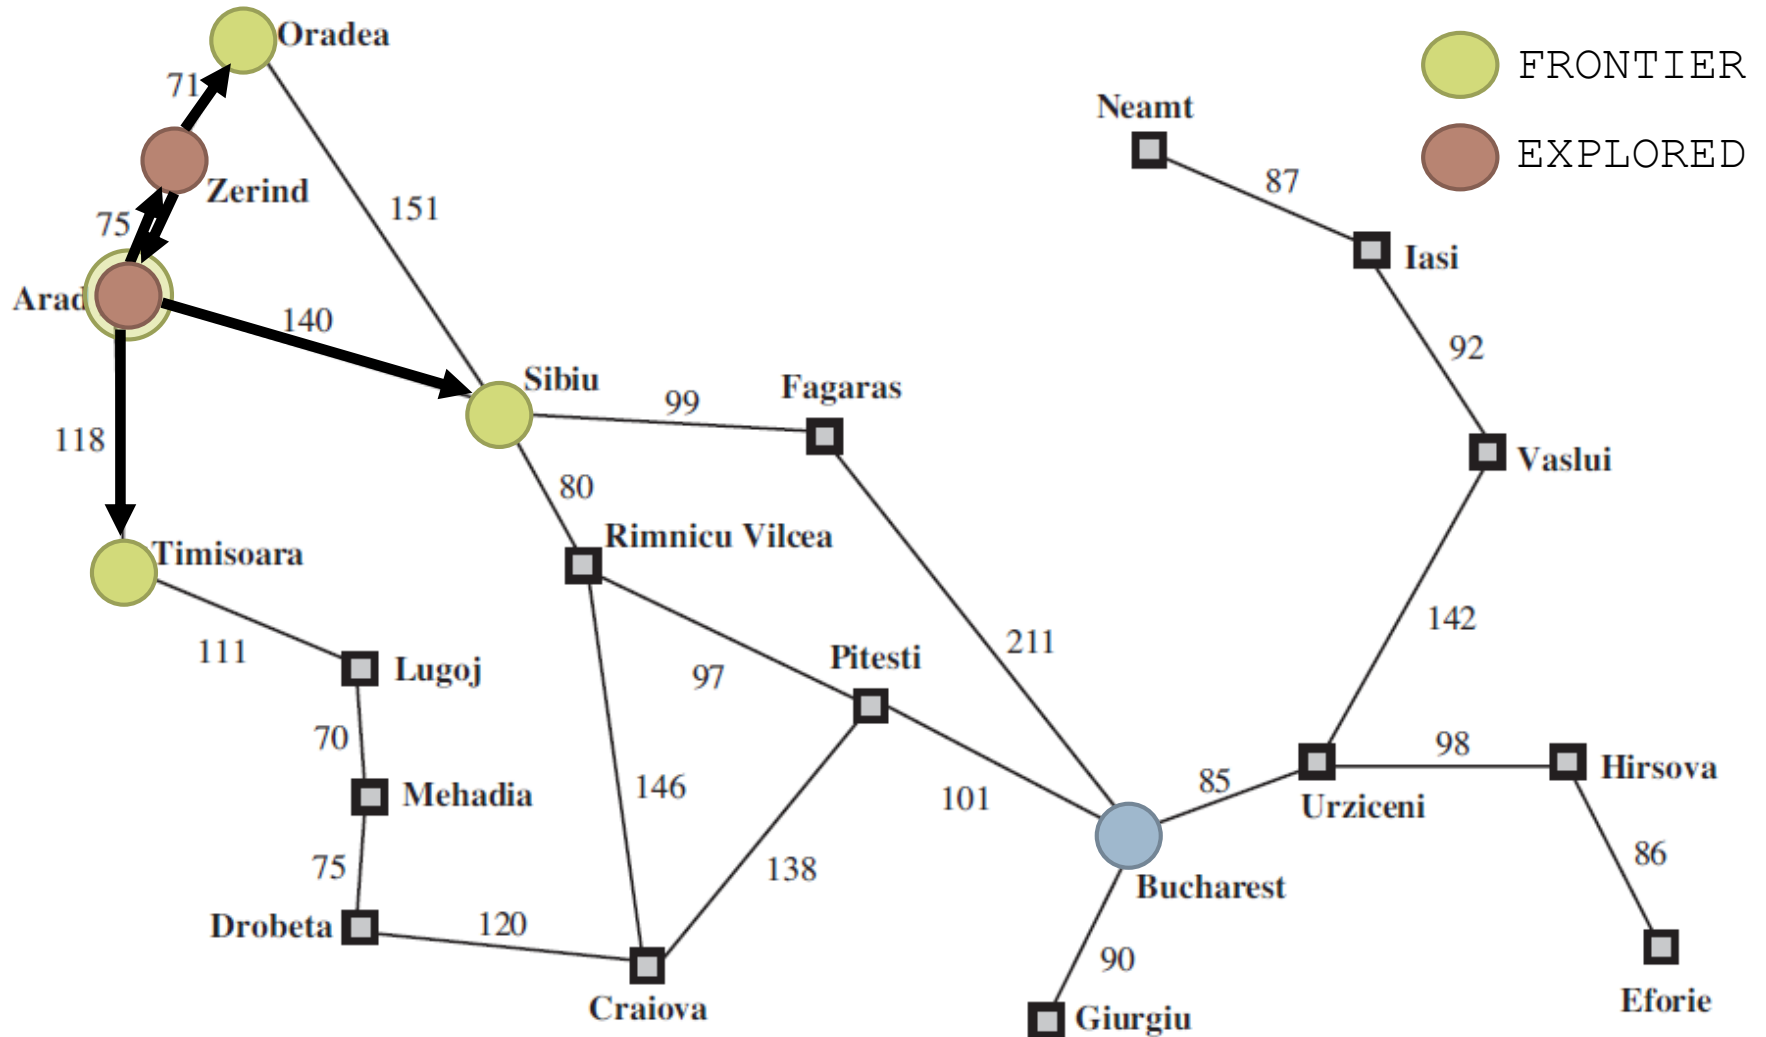 Oradea
FRONTIER
71
Neamt
EXPLORED
87
Zerind
151
75
Iasi
Arad
140
92
Sibiu
Fagaras
99
118
Vaslui
80
Rimnicu Vilcea
Timisoara
142
211
111
Pitesti
Lugoj
97
70
98
Hirsova
146
85
Mehadia
101
Urziceni
75
138
86
Bucharest
Drobeta
120
90
Craiova
Eforie
Giurgiu